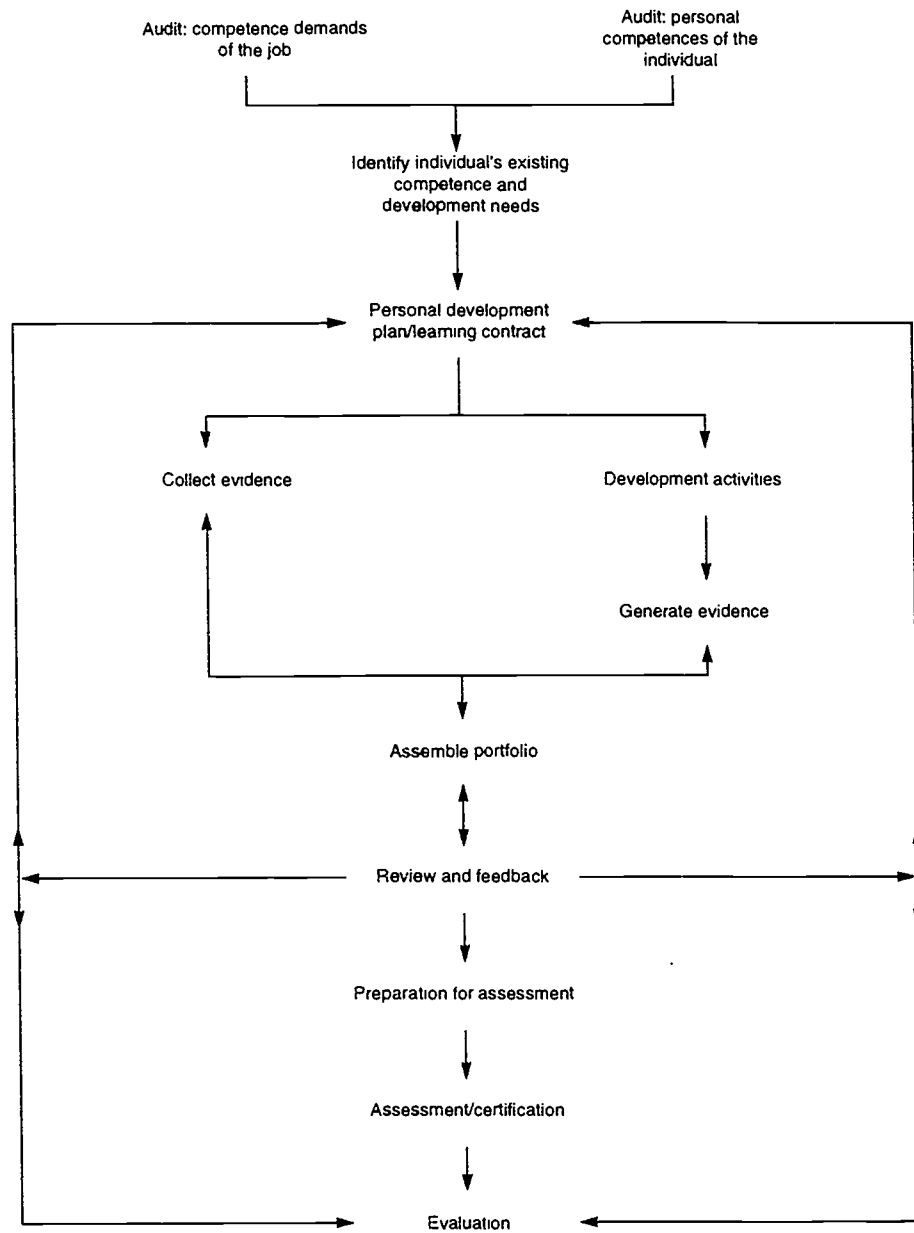 Audit: competence demands
of the job
Audit: personal
competences of the
individual
Identify individual's existing
competence and
development needs
Personal development
plan/learning contract
Collect evidence
Development activities
Generate evidence
Assemble portfolio
Review and feedback
Preparation for assessment
Assessment/certification
Evaluation